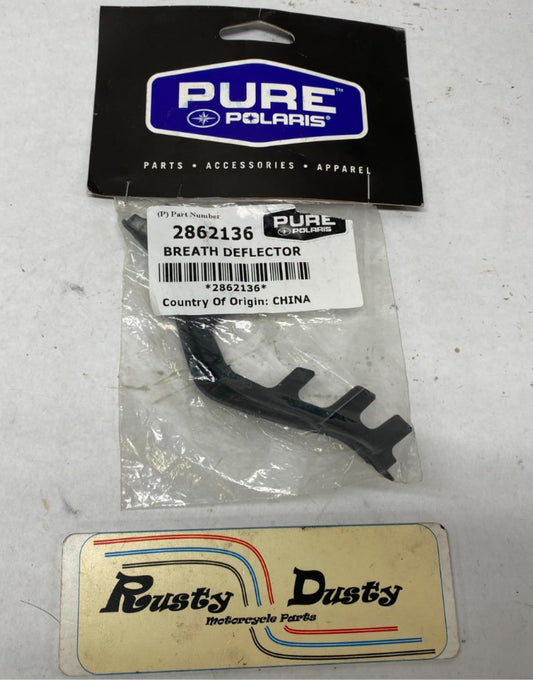 PURE™
POLARIS®
PARTS • ACCESSORIES • APPAREL
(P) Part Number
PURE
POLARIS
2862136
BREATH DEFLECTOR
*2862136*
Country Of Origin: CHINA
Rusty Dusty
Motorcycle Parts